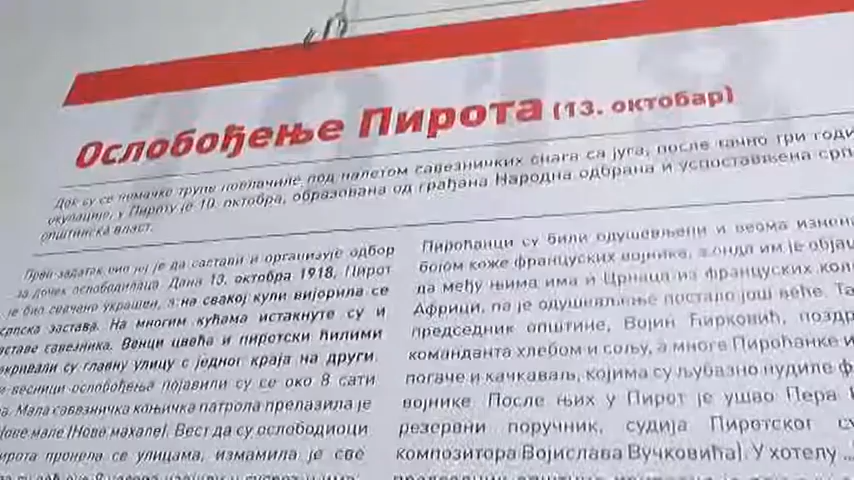 Ослобођење Пирота (13. октобар)
Док су се немачке трупе повлачиле под налетом савезничких снага са југа, после тачно три годи
окупације, у Пироту је 10. октобра, образована од грађана Народна одбрана и успостављена срп
општинска власт.
Први задатак био јој је да састави и организује одбор
за дочек ослободилаца. Дана 13. октобра 1918, Пирот
је био свечано украшен, а на свакој кули вијорила се
српска застава. На многим кућама истакнуте су и
заставе савезника. Венци цвећа и пиротски ћилими
кривали су главну улицу с једног краја на други.
весници ослобођења појавили су се око 8 сати
а. Мала савезничка коњичка патрола прелазила је
Нове мале (Нове махале). Вест да су ослободиоци
ирота пронела се улицама, измамила је све
Пироћанци су били одушевљени и веома изнен
бојом коже француских војника, а онда им је обја
да међу њима има и Црнаца из француских кол
Африци, па је одушевљење постало још веће. Та
председник општине, Војин Ћирковић, поздр
команданта хлебом и сољу, а многе Пироћанке и
погаче и качкаваљ, којима су љубазно нудиле ф
војнике. После њих у Пирот је ушао Пера
резервни поручник, судија Пиротског су
композитора Војислава Вучковића). У хотелу